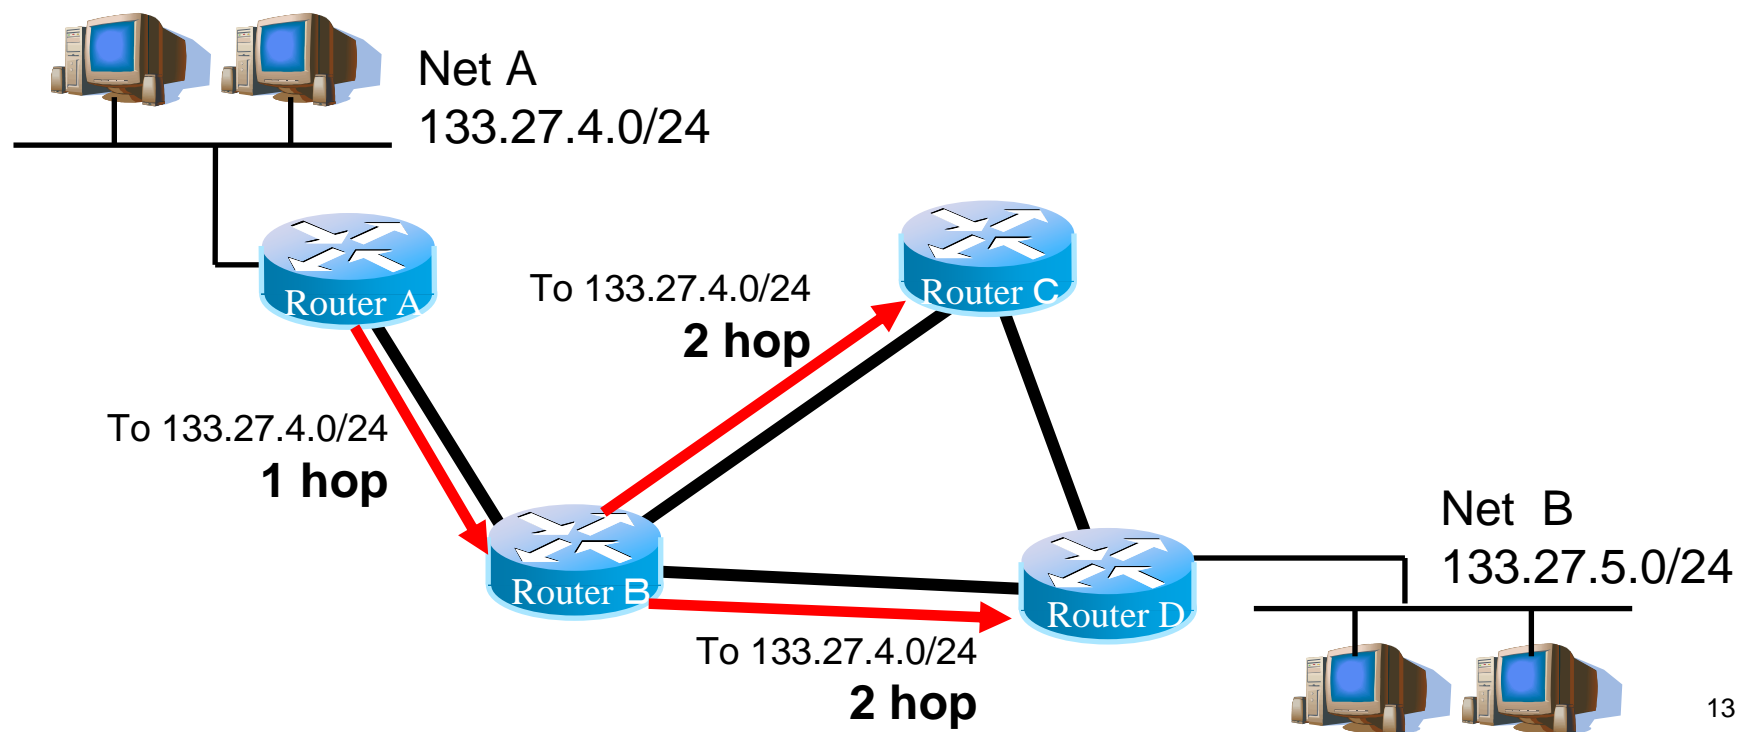 Net A
133.27.4.0/24
Router A
To 133.27.4.0/24
2 hop
Router C
To 133.27.4.0/24
1 hop
Router B
Router D
Net B
133.27.5.0/24
To 133.27.4.0/24
2 hop
13